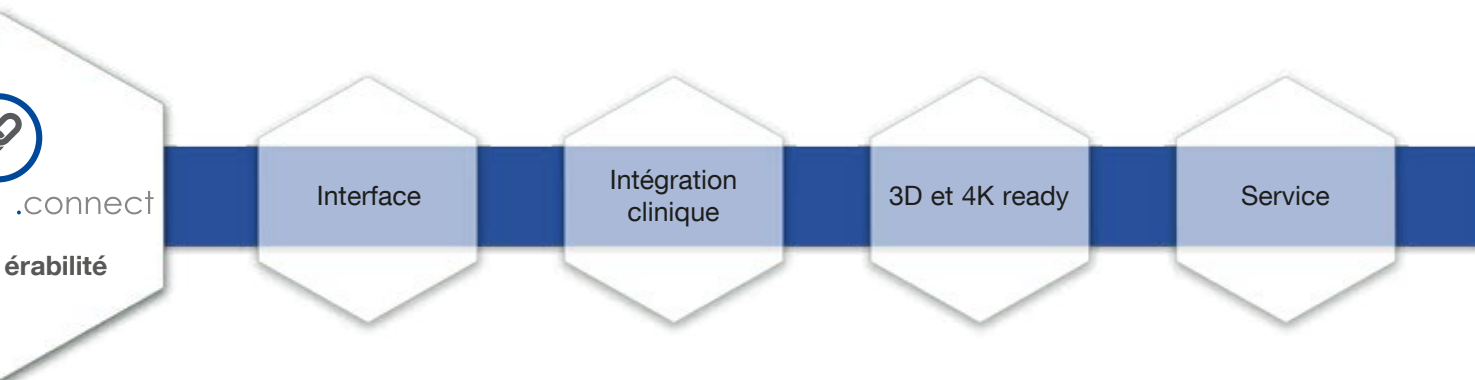 .connect
érabilité
Interface
Intégration
clinique
3D et 4K ready
Service